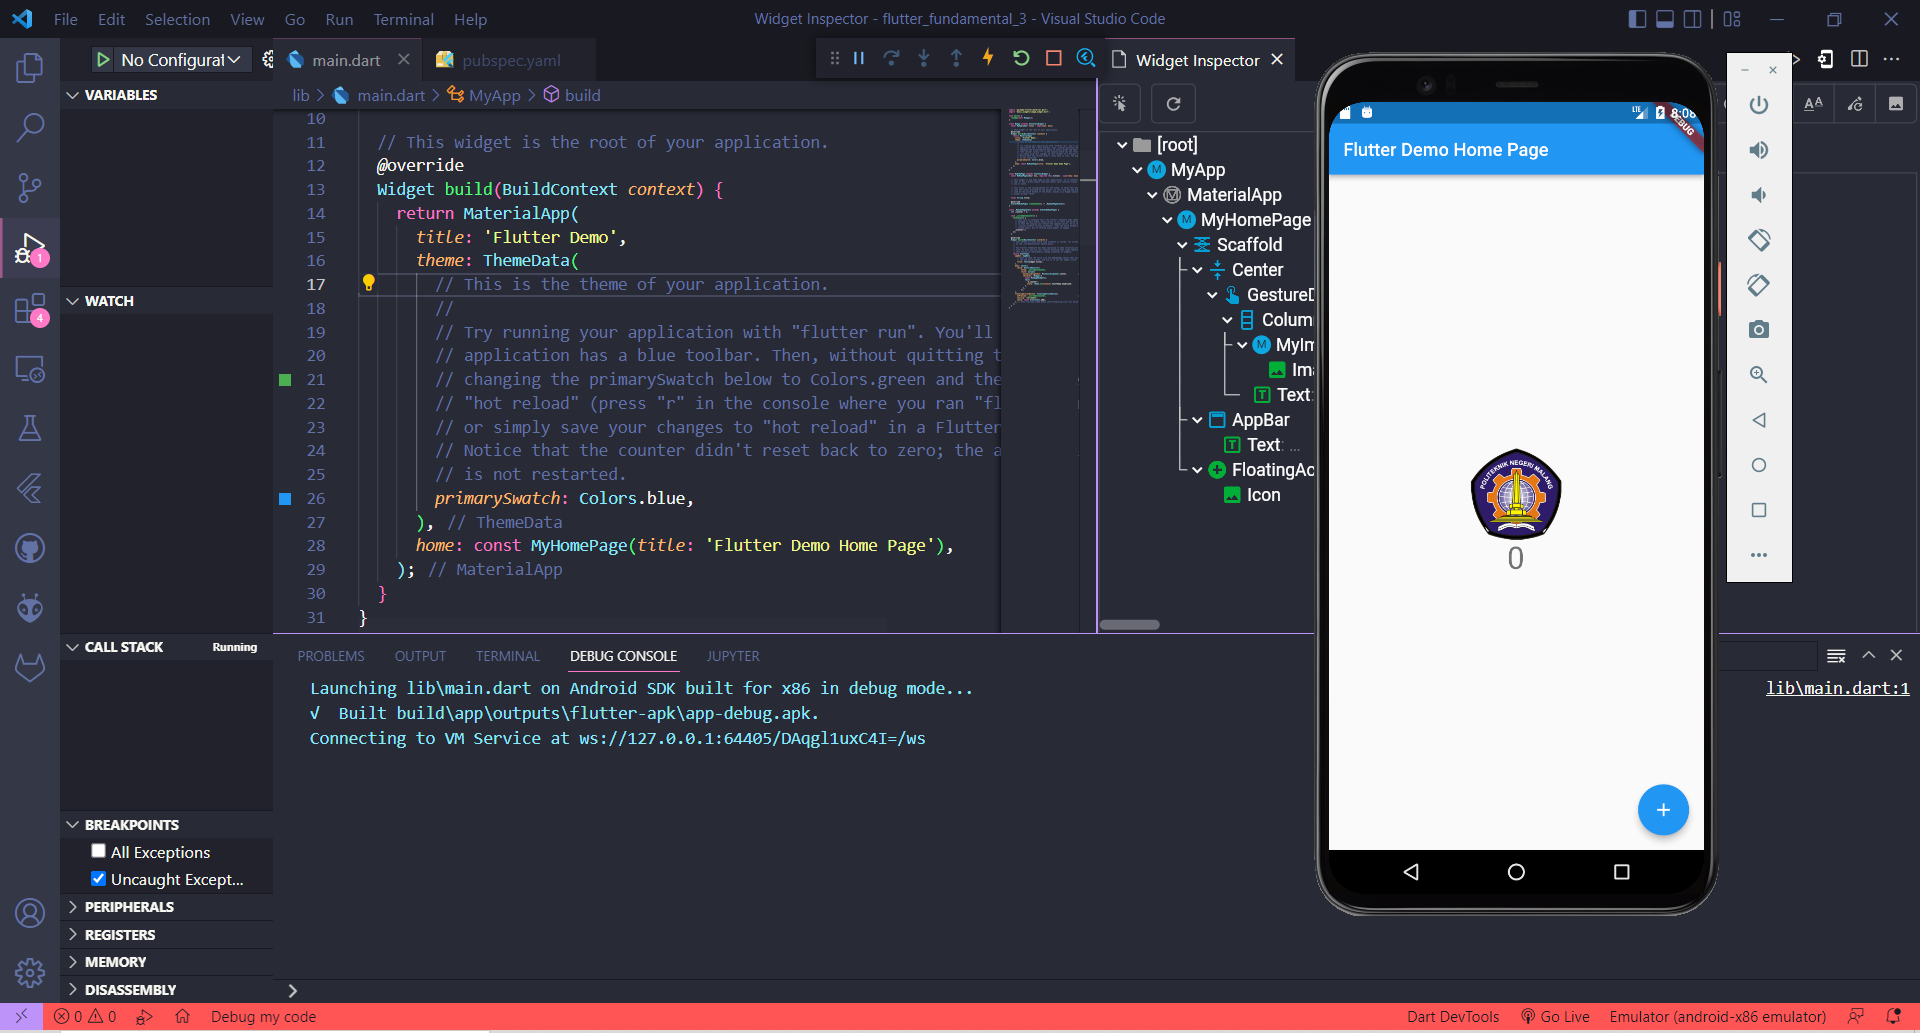 File Edit Selection View Go Run Terminal Help
Widget Inspector - flutter_fundamental_3 - Visual Studio Code
No Configurat
main.dart
pubspec.yaml
Widget Inspector
lib > main.dart > MyApp > build
VARIABLES
WATCH
CALL STACK Running
BREAKPOINTS
All Exceptions
Uncaught Except...
PERIPHERALS
REGISTERS
MEMORY
DISASSEMBLY
1
4
10
11 // This widget is the root of your application.
12 @override
13 Widget build(BuildContext context) {
14 return MaterialApp(
15 title: 'Flutter Demo',
16 theme: ThemeData(
17 // This is the theme of your application.
18 //
19 // Try running your application with "flutter run". You'll
20 // application has a blue toolbar. Then, without quitting t
21 // changing the primarySwatch below to Colors.green and the
22 // "hot reload" (press "r" in the console where you ran "fl
23 // or simply save your changes to "hot reload" in a Flutter
24 // Notice that the counter didn't reset back to zero; the a
25 // is not restarted.
26 primarySwatch: Colors.blue,
27 ), // ThemeData
28 home: const MyHomePage(title: 'Flutter Demo Home Page'),
29 ); // MaterialApp
30 }
31 }
[root]
MyApp
MaterialApp
MyHomePage
Scaffold
Center
GestureD
Colum
MyIm
Ima
Text:
AppBar
Text: ...
FloatingAc
Icon
LTE
DEBUG
Flutter Demo Home Page
POLITEKNIK NEGERI MALANG
0
+
PROBLEMS OUTPUT TERMINAL DEBUG CONSOLE JUPYTER
Launching lib\main.dart on Android SDK built for x86 in debug mode...
√ Built build\app\outputs\flutter-apk\app-debug.apk.
Connecting to VM Service at ws://127.0.0.1:64405/DAqgl1uxC4I=/ws
lib\main.dart:1
0 0 Debug my code
Dart DevTools Go Live Emulator (android-x86 emulator)